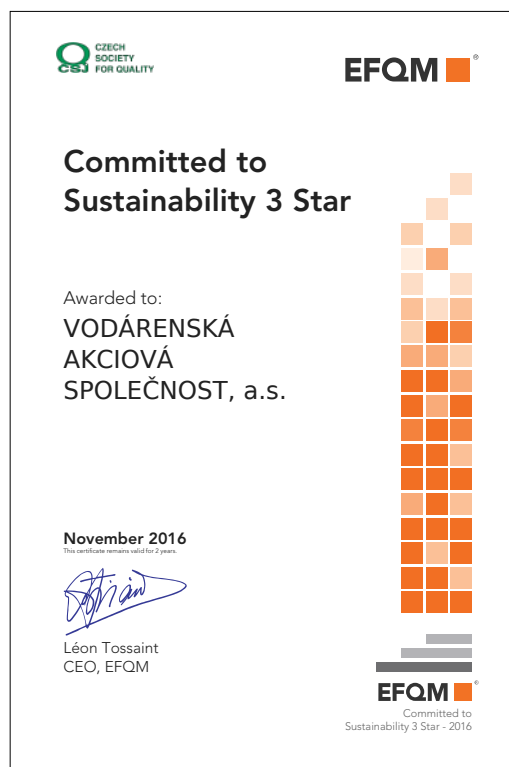 CZECH
SOCIETY
FOR QUALITY
CSJ
EFQM ®
Committed to
Sustainability 3 Star
Awarded to:
VODÁRENSKÁ
AKCIOVÁ
SPOLEČNOST, a.s.
November 2016
This certificate remains valid for 2 years.
Léon Tossaint
CEO, EFQM
EFQM ®
Committed to
Sustainability 3 Star - 2016